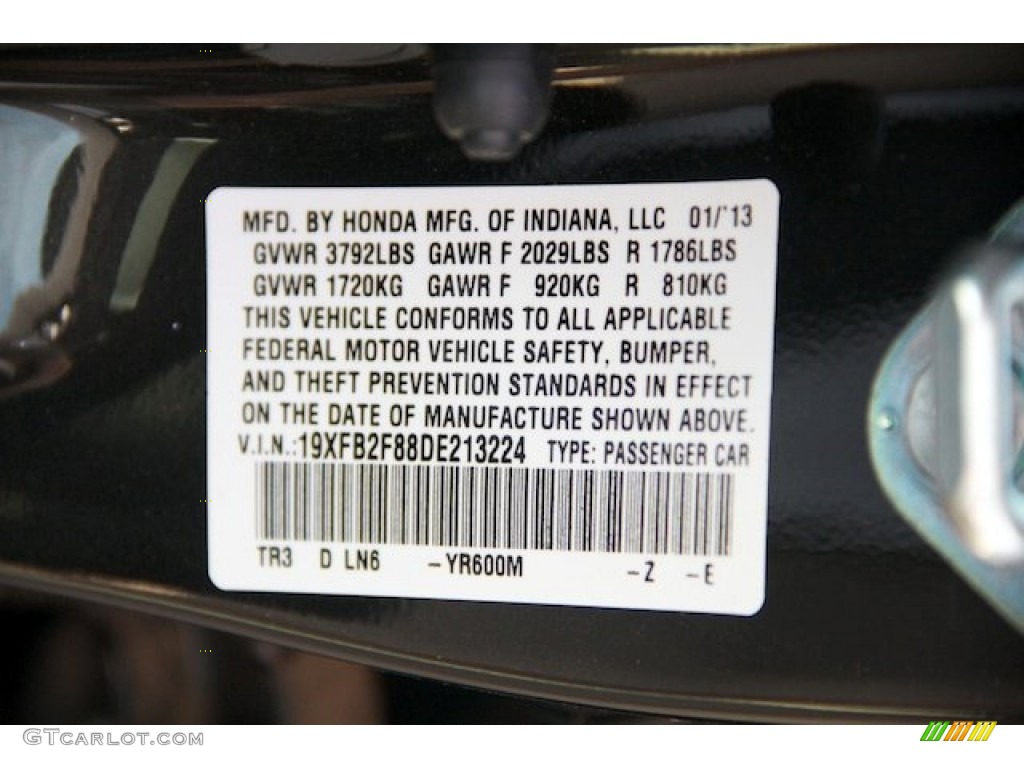 MFD. BY HONDA MFG. OF INDIANA, LLC 01/'13
GVWR 3792LBS GAWR F 2029LBS R 1786LBS
GVWR 1720KG GAWR F 920KG R 810KG
THIS VEHICLE CONFORMS TO ALL APPLICABLE
FEDERAL MOTOR VEHICLE SAFETY, BUMPER,
AND THEFT PREVENTION STANDARDS IN EFFECT
ON THE DATE OF MANUFACTURE SHOWN ABOVE.
V.I.N.:19XFB2F88DE213224 TYPE: PASSENGER CAR
TR3 D LN6 -YR600M -Z -E
GTCARLOT.COM